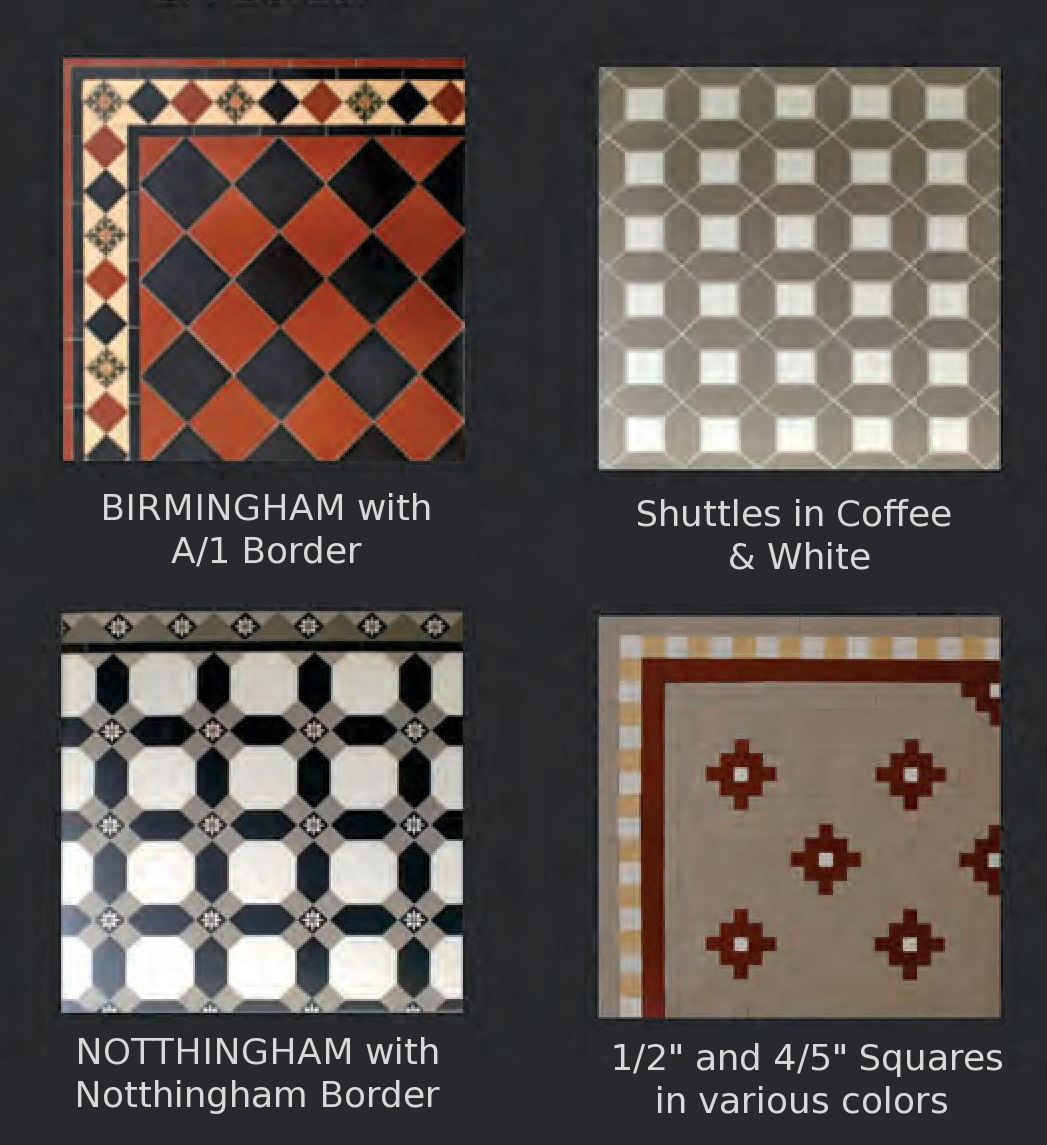 BIRMINGHAM with
A/1 Border
Shuttles in Coffee
& White
NOTTHINGHAM with
Notthingham Border
1/2" and 4/5" Squares
in various colors